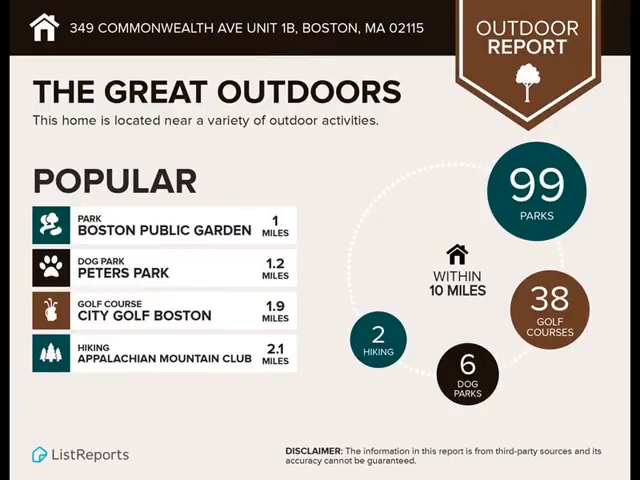 349 COMMONWEALTH AVE UNIT 1B, BOSTON, MA 02115
OUTDOOR
REPORT
THE GREAT OUTDOORS
This home is located near a variety of outdoor activities.
POPULAR
PARK
BOSTON PUBLIC GARDEN
1
MILES
DOG PARK
PETERS PARK
1.2
MILES
GOLF COURSE
CITY GOLF BOSTON
1.9
MILES
HIKING
APPALACHIAN MOUNTAIN CLUB
2.1
MILES
99
PARKS
WITHIN
10 MILES
38
GOLF
COURSES
2
HIKING
6
DOG
PARKS
ListReports
DISCLAIMER: The information in this report is from third-party sources and its
accuracy cannot be guaranteed.